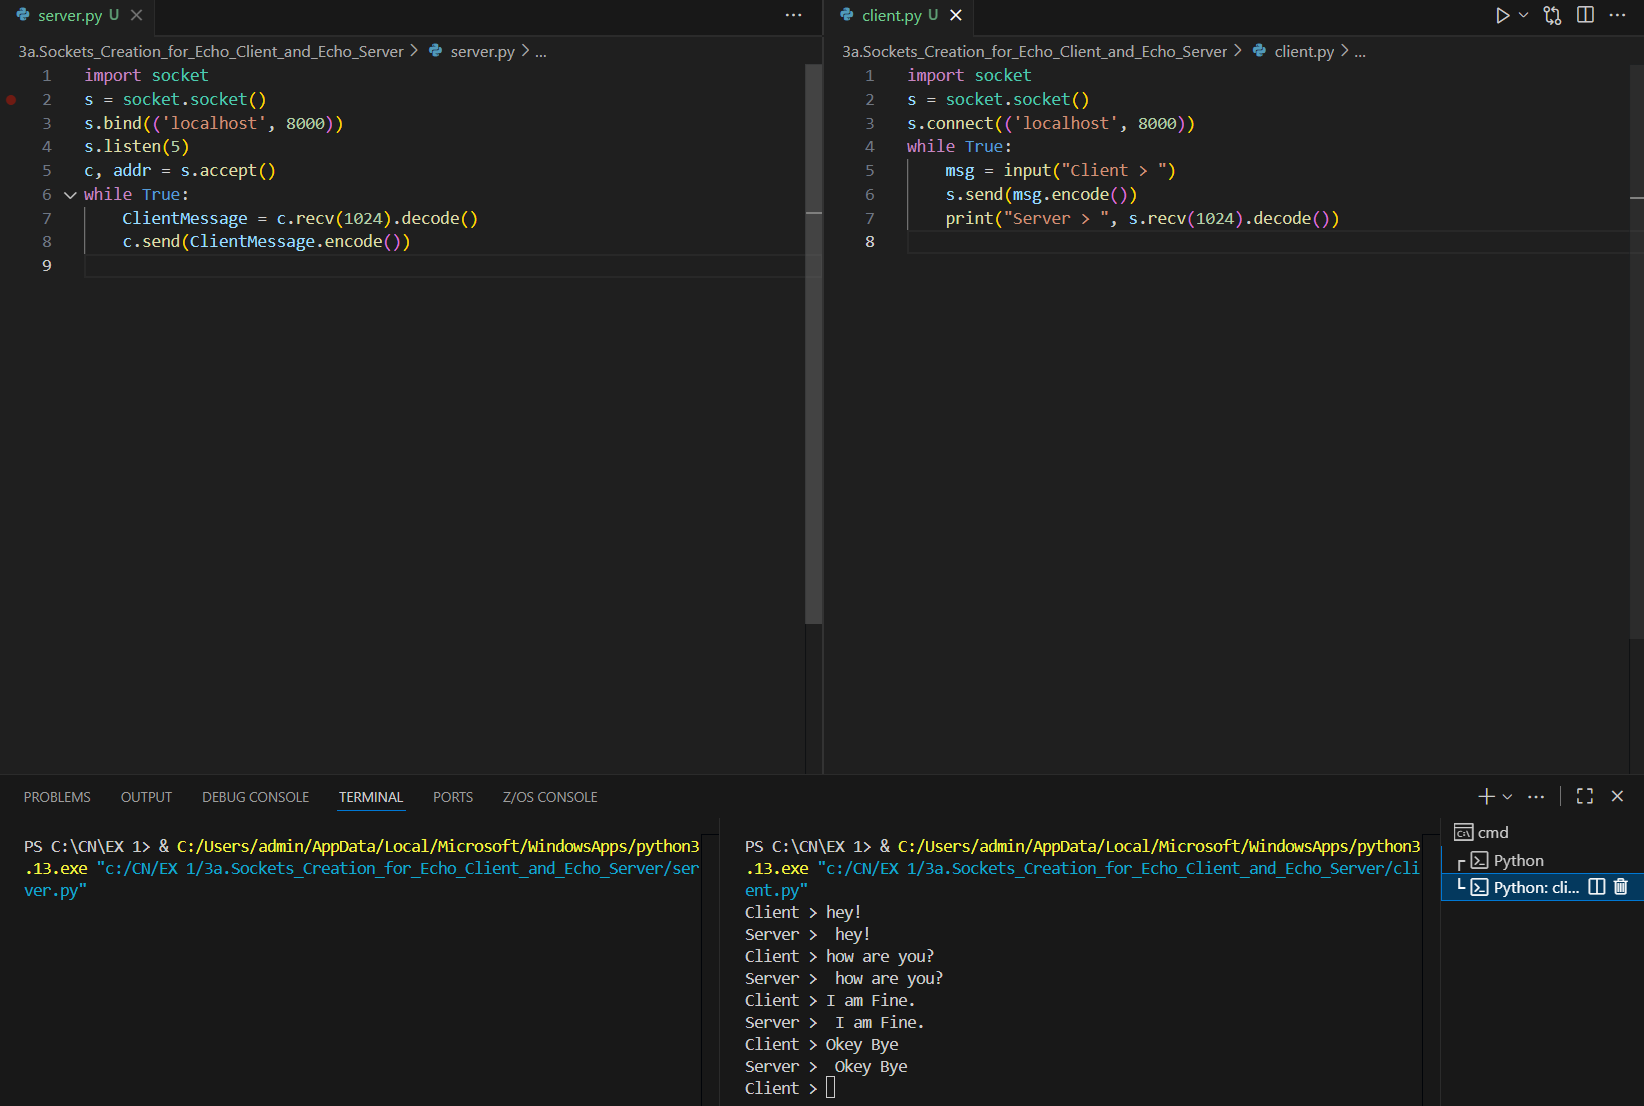 server.py U
3a.Sockets_Creation_for_Echo_Client_and_Echo_Server > server.py > ...
1 import socket
2 s = socket.socket()
3 s.bind(('localhost', 8000))
4 s.listen(5)
5 c, addr = s.accept()
6 while True:
7     ClientMessage = c.recv(1024).decode()
8     c.send(ClientMessage.encode())
9
client.py U
3a.Sockets_Creation_for_Echo_Client_and_Echo_Server > client.py > ...
1 import socket
2 s = socket.socket()
3 s.connect(('localhost', 8000))
4 while True:
5     msg = input("Client > ")
6     s.send(msg.encode())
7     print("Server > ", s.recv(1024).decode())
8
PROBLEMS OUTPUT DEBUG CONSOLE TERMINAL PORTS Z/OS CONSOLE
PS C:\CN\EX 1> & C:/Users/admin/AppData/Local/Microsoft/WindowsApps/python3
.13.exe "c:/CN/EX 1/3a.Sockets_Creation_for_Echo_Client_and_Echo_Server/ser
ver.py"
PS C:\CN\EX 1> & C:/Users/admin/AppData/Local/Microsoft/WindowsApps/python3
.13.exe "c:/CN/EX 1/3a.Sockets_Creation_for_Echo_Client_and_Echo_Server/cli
ent.py"
Client > hey!
Server >  hey!
Client > how are you?
Server >  how are you?
Client > I am Fine.
Server >  I am Fine.
Client > Okey Bye
Server >  Okey Bye
Client >
cmd
Python
Python: cli...